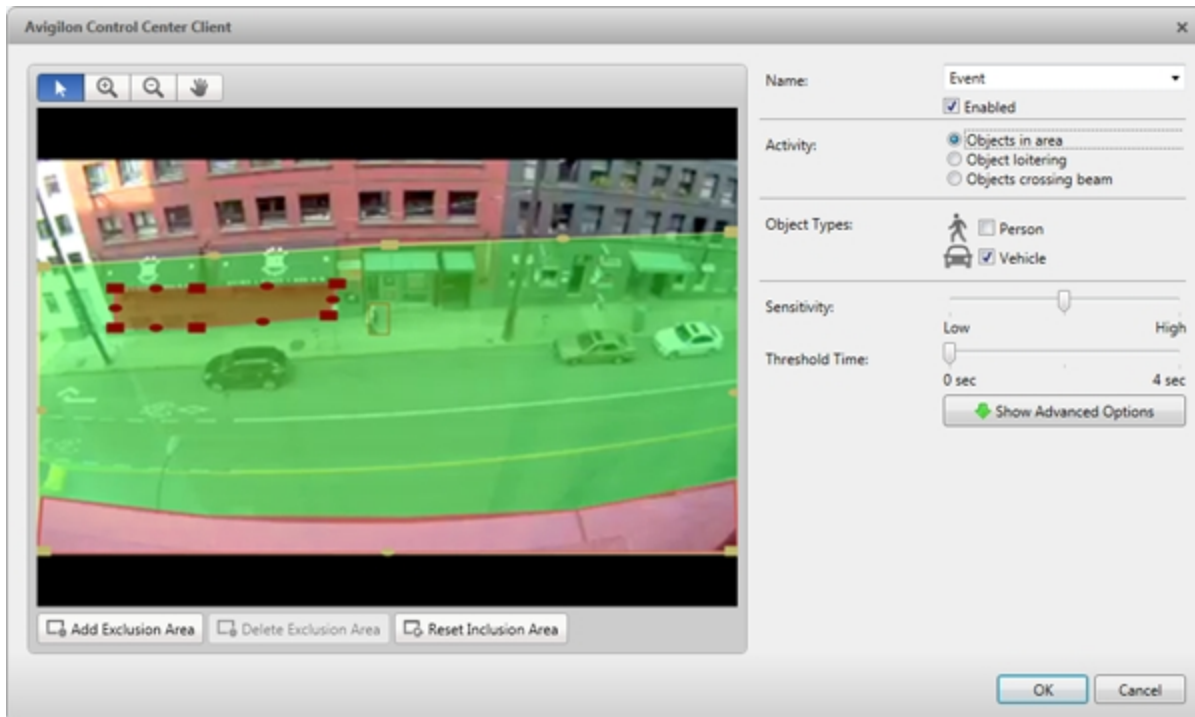 Avigilon Control Center Client
Name:
Event
Enabled
Activity:
Objects in area
Object loitering
Objects crossing beam
Object Types:
Person
Vehicle
Sensitivity:
Low High
Threshold Time:
0 sec 4 sec
Show Advanced Options
Add Exclusion Area Delete Exclusion Area Reset Inclusion Area
OK Cancel